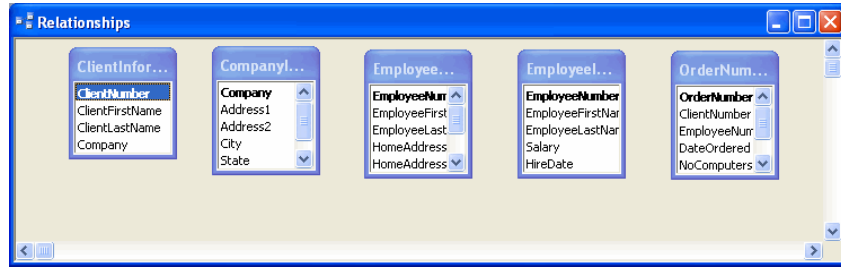 Relationships
ClientInfor...
ClientNumber
ClientFirstName
ClientLastName
Company
CompanyI...
Company
Address1
Address2
City
State
Employee...
EmployeeNum
EmployeeFirst
EmployeeLast
HomeAddress
HomeAddress
EmployeeI...
EmployeeNumber
EmployeeFirstNar
EmployeeLastNar
Salary
HireDate
OrderNum...
OrderNumber
ClientNumber
EmployeeNum
DateOrdered
NoComputers